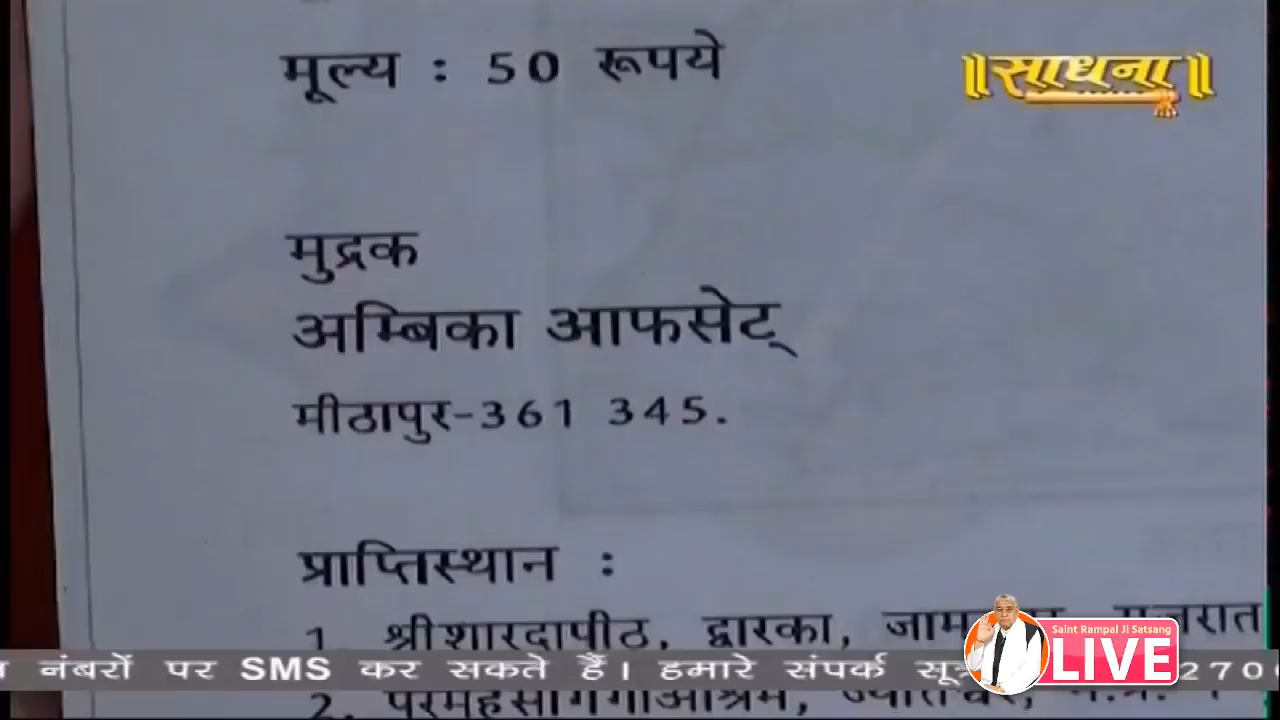 मूल्य : 50 रूपये
॥साधना॥
मुद्रक
अम्बिका आफसेट्
मीठापुर-361 345.
प्राप्तिस्थान :
1. श्रीशारदापीठ, द्वारका,
Saint Rampal Ji Satsang
LIVE
नंबरों पर SMS कर सकते हैं। हमारे संपर्क
2.